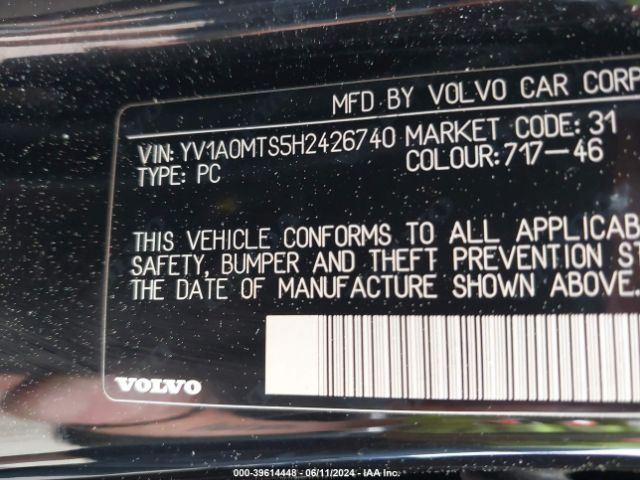 MFD BY VOLVO CAR CORP
VIN: YV1A0MTS5H2426740 MARKET CODE: 31
TYPE: PC COLOUR: 717-46
THIS VEHICLE CONFORMS TO ALL APPLICAB
SAFETY, BUMPER AND THEFT PREVENTION ST
THE DATE OF MANUFACTURE SHOWN ABOVE.
VOLVO
000-39614448 - 06/11/2024 - IAA Inc.